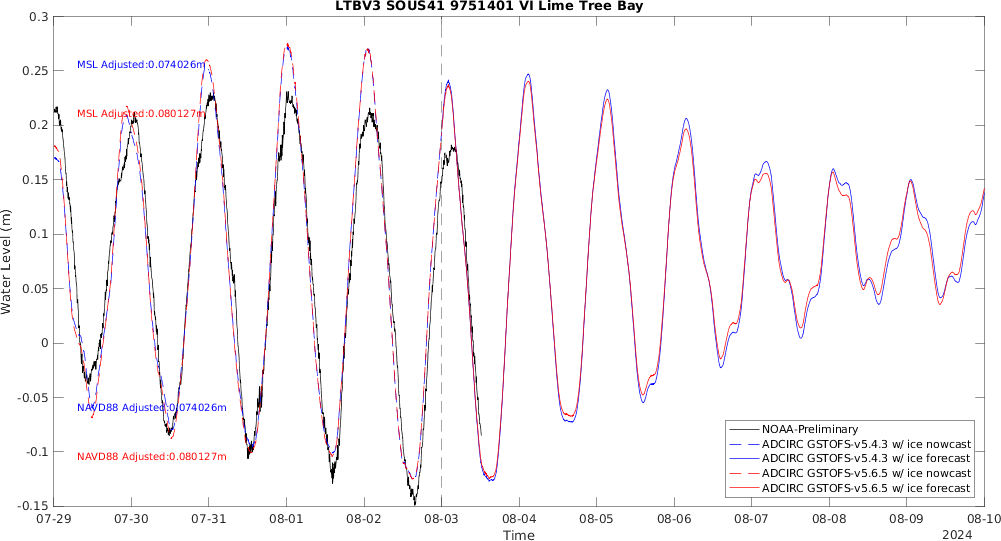 LTBV3 SOUS41 9751401 VI Lime Tree Bay
0.3
0.25
0.2
0.15
0.1
0.05
0
-0.05
-0.1
-0.15
Water Level (m)
MSL Adjusted:0.074026m
MSL Adjusted:0.080127m
NAVD88 Adjusted:0.074026m
NAVD88 Adjusted:0.080127m
NOAA-Preliminary
ADCIRC GSTOFS-v5.4.3 w/ ice nowcast
ADCIRC GSTOFS-v5.4.3 w/ ice forecast
ADCIRC GSTOFS-v5.6.5 w/ ice nowcast
ADCIRC GSTOFS-v5.6.5 w/ ice forecast
07-29 07-30 07-31 08-01 08-02 08-03 08-04 08-05 08-06 08-07 08-08 08-09 08-10
Time
2024